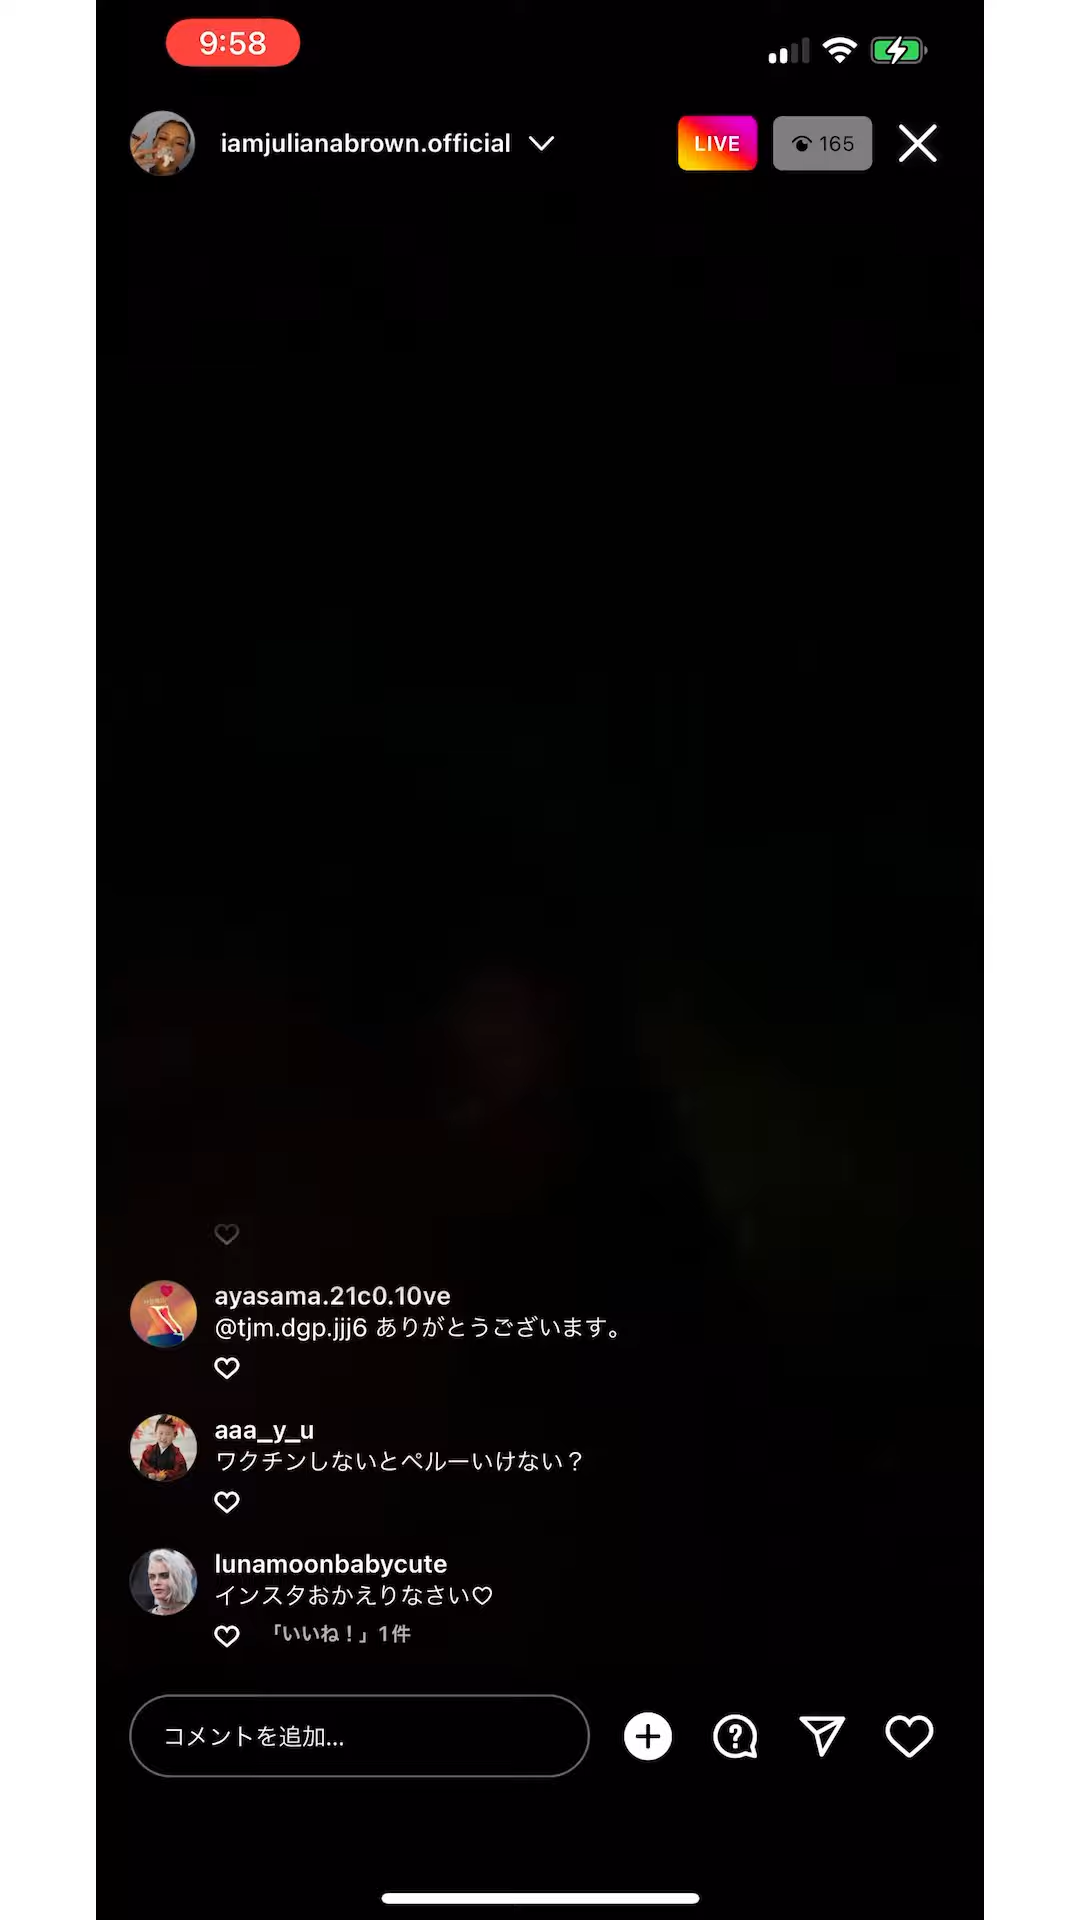 9:58
iamjulianabrown.official
LIVE
165
ayasama.21c0.10ve
@tjm.dgp.jjj6 ありがとうございます。
aaa_y_u
ワクチンしないとペルーいけない？
lunamoonbabycute
インスタおかえりなさい♡
「いいね！」1件
コメントを追加...